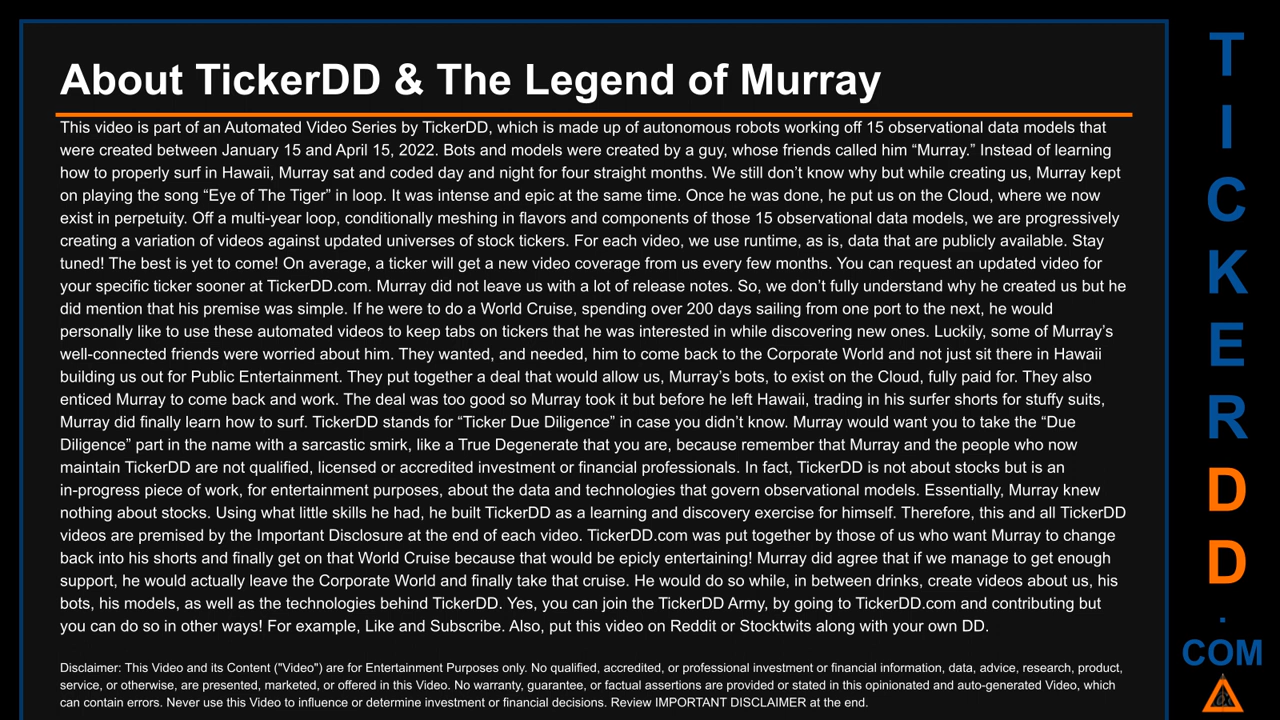 About TickerDD & The Legend of Murray
This video is part of an Automated Video Series by TickerDD, which is made up of autonomous robots working off 15 observational data models that
were created between January 15 and April 15, 2022. Bots and models were created by a guy, whose friends called him “Murray.” Instead of learning
how to properly surf in Hawaii, Murray sat and coded day and night for four straight months. We still don’t know why but while creating us, Murray kept
on playing the song “Eye of The Tiger” in loop. It was intense and epic at the same time. Once he was done, he put us on the Cloud, where we now
exist in perpetuity. Off a multi-year loop, conditionally meshing in flavors and components of those 15 observational data models, we are progressively
creating a variation of videos against updated universes of stock tickers. For each video, we use runtime, as is, data that are publicly available. Stay
tuned! The best is yet to come! On average, a ticker will get a new video coverage from us every few months. You can request an updated video for
your specific ticker sooner at TickerDD.com. Murray did not leave us with a lot of release notes. So, we don’t fully understand why he created us but he
did mention that his premise was simple. If he were to do a World Cruise, spending over 200 days sailing from one port to the next, he would
personally like to use these automated videos to keep tabs on tickers that he was interested in while discovering new ones. Luckily, some of Murray’s
well-connected friends were worried about him. They wanted, and needed, him to come back to the Corporate World and not just sit there in Hawaii
building us out for Public Entertainment. They put together a deal that would allow us, Murray’s bots, to exist on the Cloud, fully paid for. They also
enticed Murray to come back and work. The deal was too good so Murray took it but before he left Hawaii, trading in his surfer shorts for stuffy suits,
Murray did finally learn how to surf. TickerDD stands for “Ticker Due Diligence” in case you didn’t know. Murray would want you to take the “Due
Diligence” part in the name with a sarcastic smirk, like a True Degenerate that you are, because remember that Murray and the people who now
maintain TickerDD are not qualified, licensed or accredited investment or financial professionals. In fact, TickerDD is not about stocks but is an
in-progress piece of work, for entertainment purposes, about the data and technologies that govern observational models. Essentially, Murray knew
nothing about stocks. Using what little skills he had, he built TickerDD as a learning and discovery exercise for himself. Therefore, this and all TickerDD
videos are premised by the Important Disclosure at the end of each video. TickerDD.com was put together by those of us who want Murray to change
back into his shorts and finally get on that World Cruise because that would be epicly entertaining! Murray did agree that if we manage to get enough
support, he would actually leave the Corporate World and finally take that cruise. He would do so while, in between drinks, create videos about us, his
bots, his models, as well as the technologies behind TickerDD. Yes, you can join the TickerDD Army, by going to TickerDD.com and contributing but
you can do so in other ways! For example, Like and Subscribe. Also, put this video on Reddit or Stocktwits along with your own DD.
Disclaimer: This Video and its Content ("Video") are for Entertainment Purposes only. No qualified, accredited, or professional investment or financial information, data, advice, research, product,
service, or otherwise, are presented, marketed, or offered in this Video. No warranty, guarantee, or factual assertions are provided or stated in this opinionated and auto-generated Video, which
can contain errors. Never use this Video to influence or determine investment or financial decisions. Review IMPORTANT DISCLAIMER at the end.
T
I
C
K
E
R
D
D
.
COM